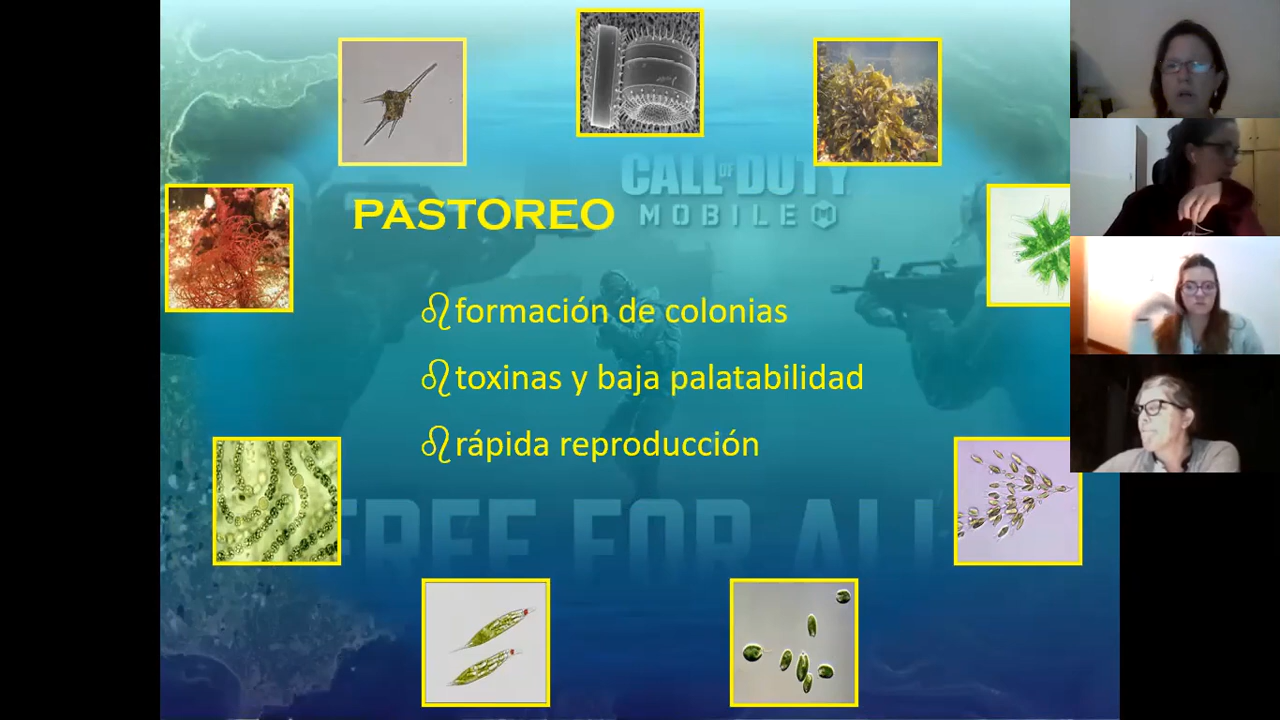 CALL OF DUTY
MOBILE
PASTOREO
formación de colonias
toxinas y baja palatabilidad
rápida reproducción
FREE FOR ALL